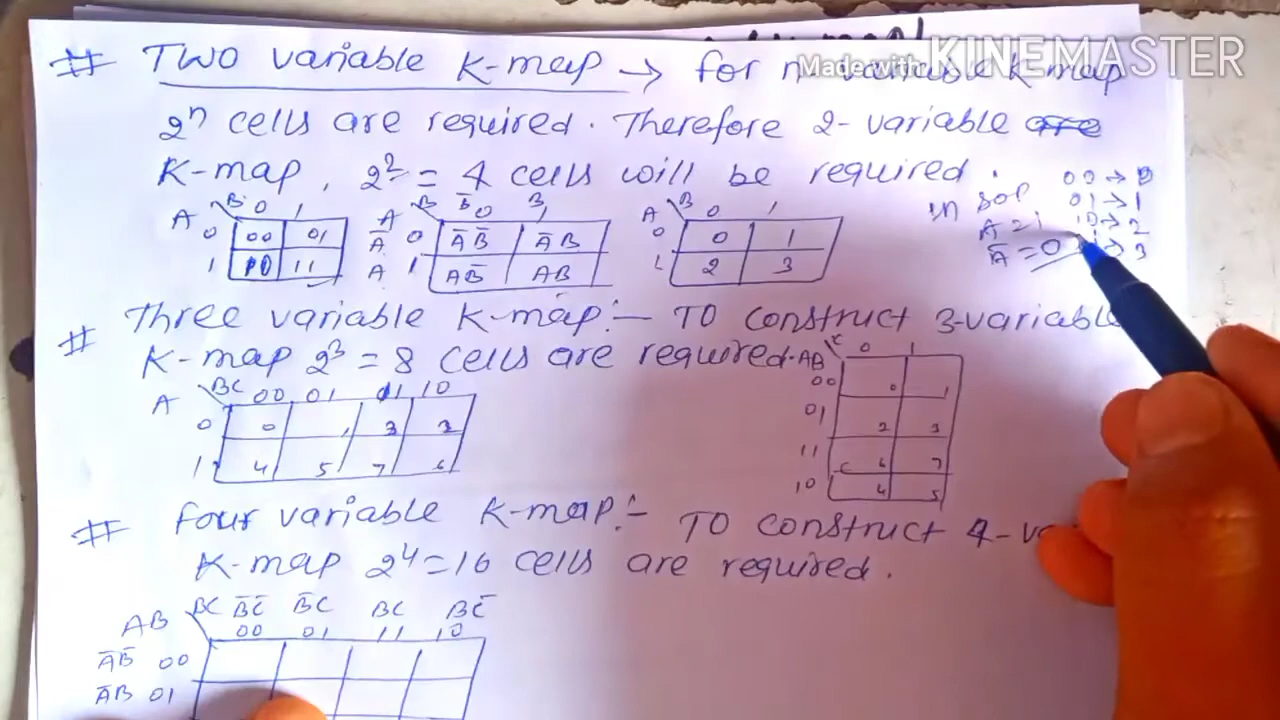 # Two variable K-map → for n-variable K-map
Made with KINEMASTER
2ⁿ cells are required. Therefore 2-variable are
K-map, 2² = 4 cells will be required.
in SOP
A = 1
Ā = 0
00 → 0
01 → 1
10 → 2
→ 3
A B 0 1
0 00 01
1 10 11
A B B̄ 0 B 1
Ā 0 ĀB̄ ĀB
A 1 AB̄ AB
A B 0 1
0 0 1
1 2 3
# Three variable K-map:- To construct 3-variable
K-map 2³ = 8 cells are required.
A BC 00 01 11 10
0 0 1 3 2
1 4 5 7 6
AB C 0 1
00 0 1
01 2 3
11 6 7
10 4 5
# Four variable K-map:- To construct 4-v
K-map 2⁴ = 16 cells are required.
AB BC B̄C̄ B̄C BC BC̄
00 01 11 10
ĀB̄ 00
ĀB 01